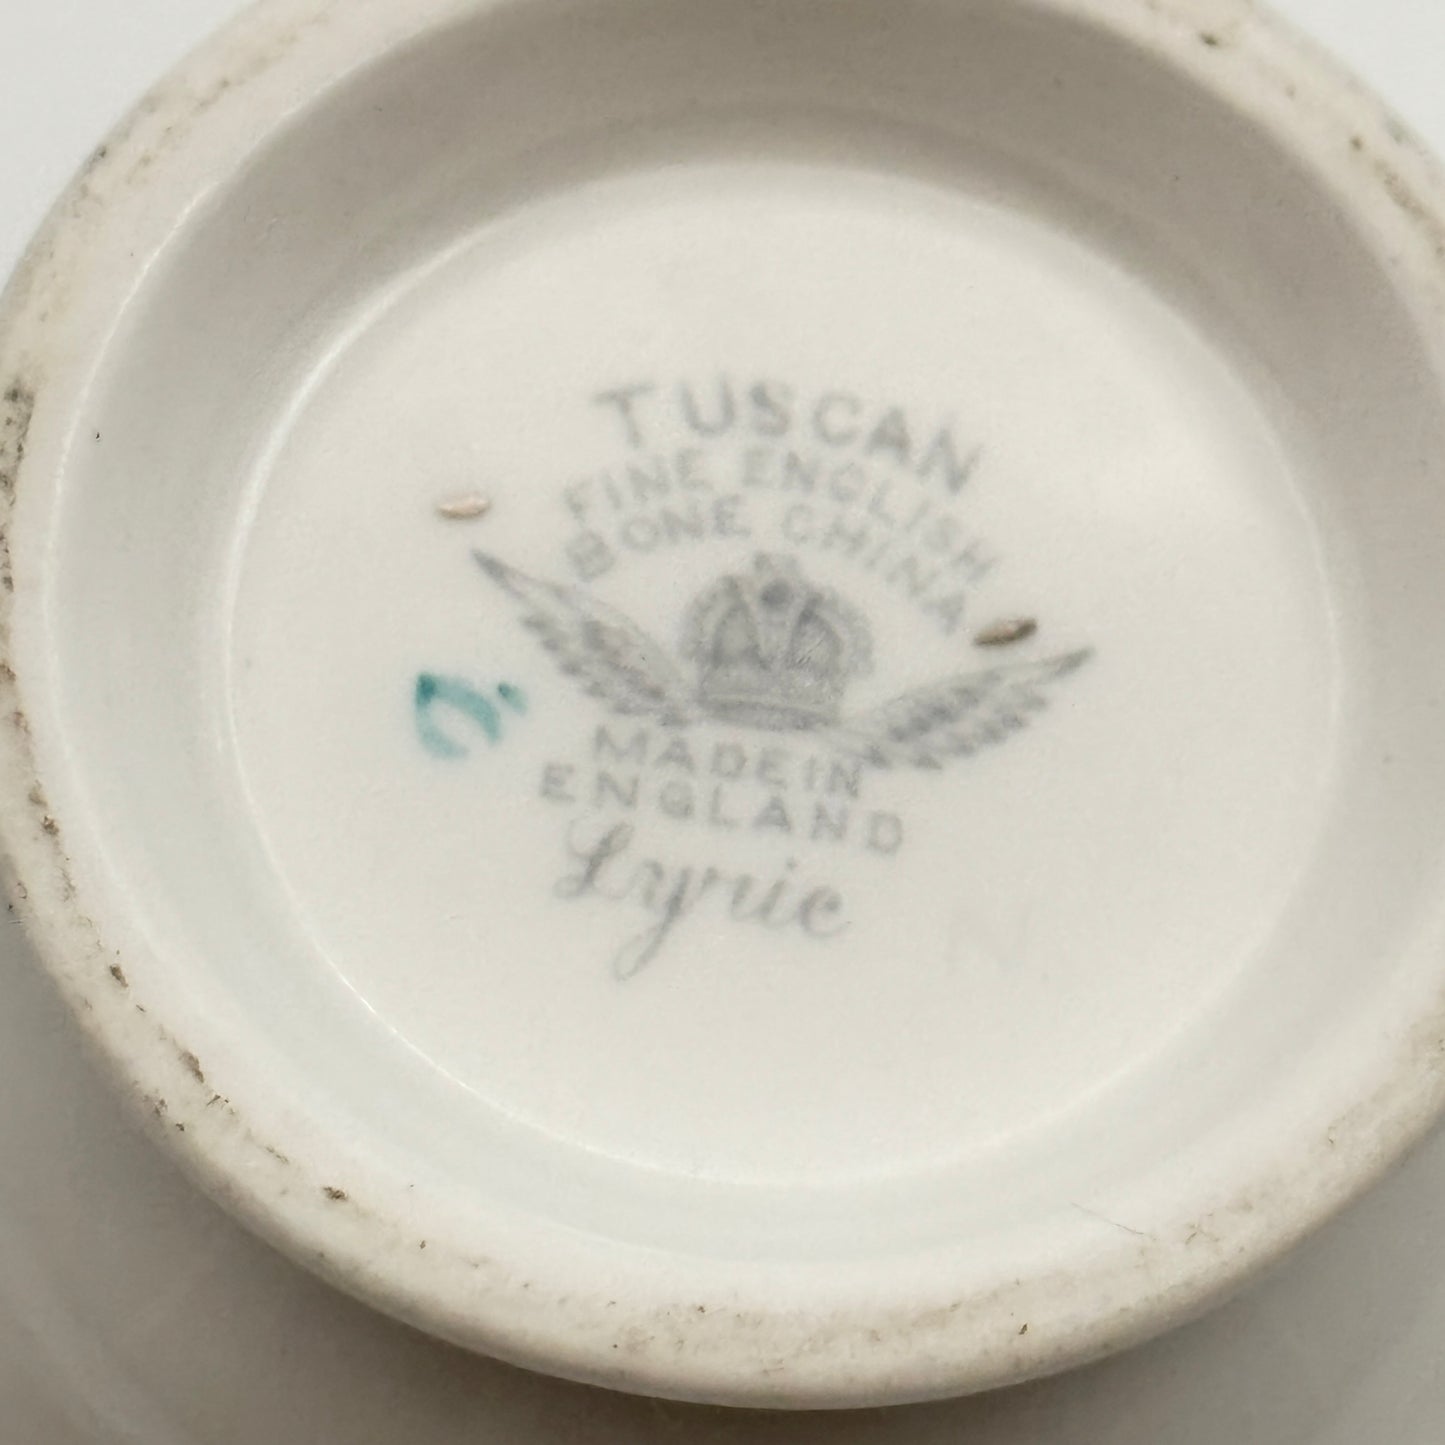 TUSCAN
FINE ENGLISH
BONE CHINA
MADE IN
ENGLAND
Lyric